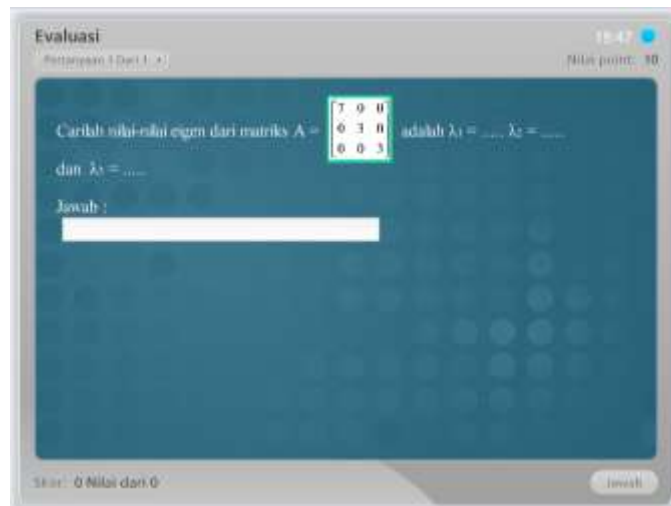 Evaluasi
Pertanyaan 1 Dari 1
Nilai point: 10
Carilah nilai-nilai eigen dari matriks A = adalah λ1 = ..... λ2 = .....
7 0 0
0 3 0
0 0 3
dan λ3 = .....
Jawab :
Skor: 0 Nilai dari 0
Jawab